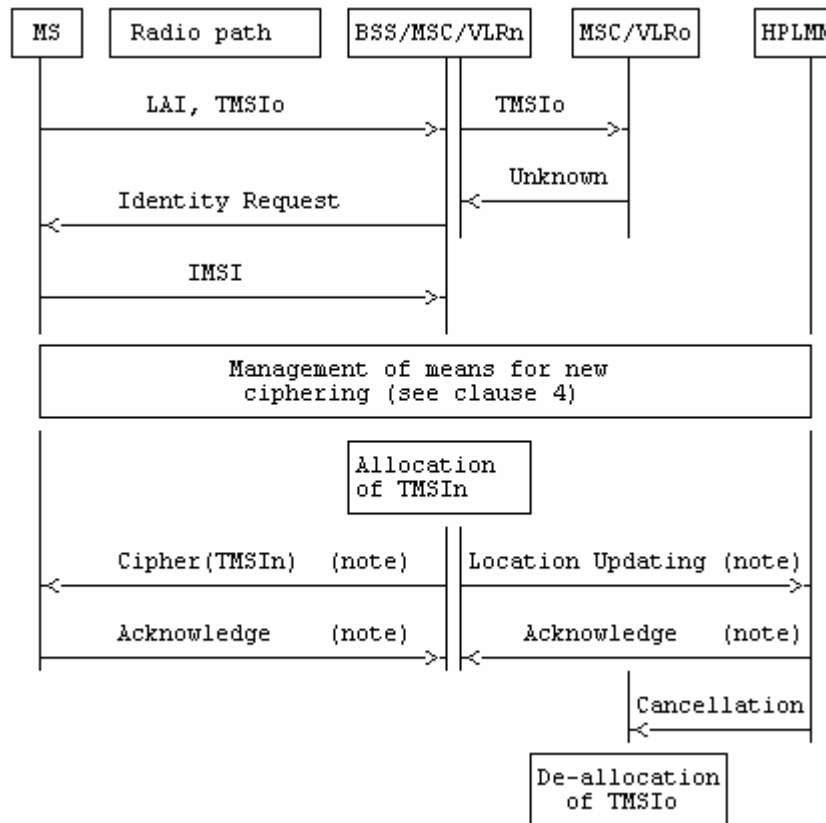 MS Radio path BSS/MSC/VLRn MSC/VLRo HPLMN
LAI, TMSIo TMSIo
Unknown
Identity Request
IMSI
Management of means for new
ciphering (see clause 4)
Allocation
of TMSIn
Cipher(TMSIn) (note) Location Updating (note)
Acknowledge (note) Acknowledge (note)
Cancellation
De-allocation
of TMSIo